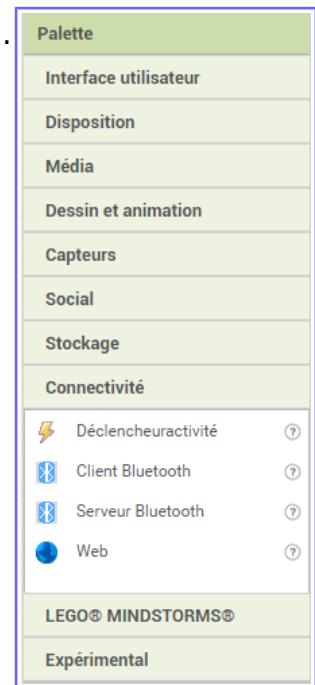 .
Palette
Interface utilisateur
Disposition
Média
Dessin et animation
Capteurs
Social
Stockage
Connectivité
Déclencheuractivité ?
Client Bluetooth ?
Serveur Bluetooth ?
Web ?
LEGO® MINDSTORMS®
Expérimental